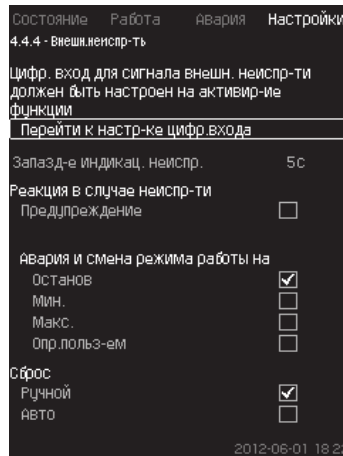 Состояние Работа Авария Настройки
4.4.4 - Внешн.неиспр-ть
Цифр. вход для сигнала внешн. неиспр-ти
должен быть настроен на активир-ие
функции
Перейти к настр-ке цифр.входа
Запазд-е индикац. неиспр. 5с
Реакция в случае неиспр-ти
Предупреждение
Авария и смена режима работы на
Останов
Мин.
Макс.
Опр.польз-ем
Сброс
Ручной
Авто
2012-06-01 18:22